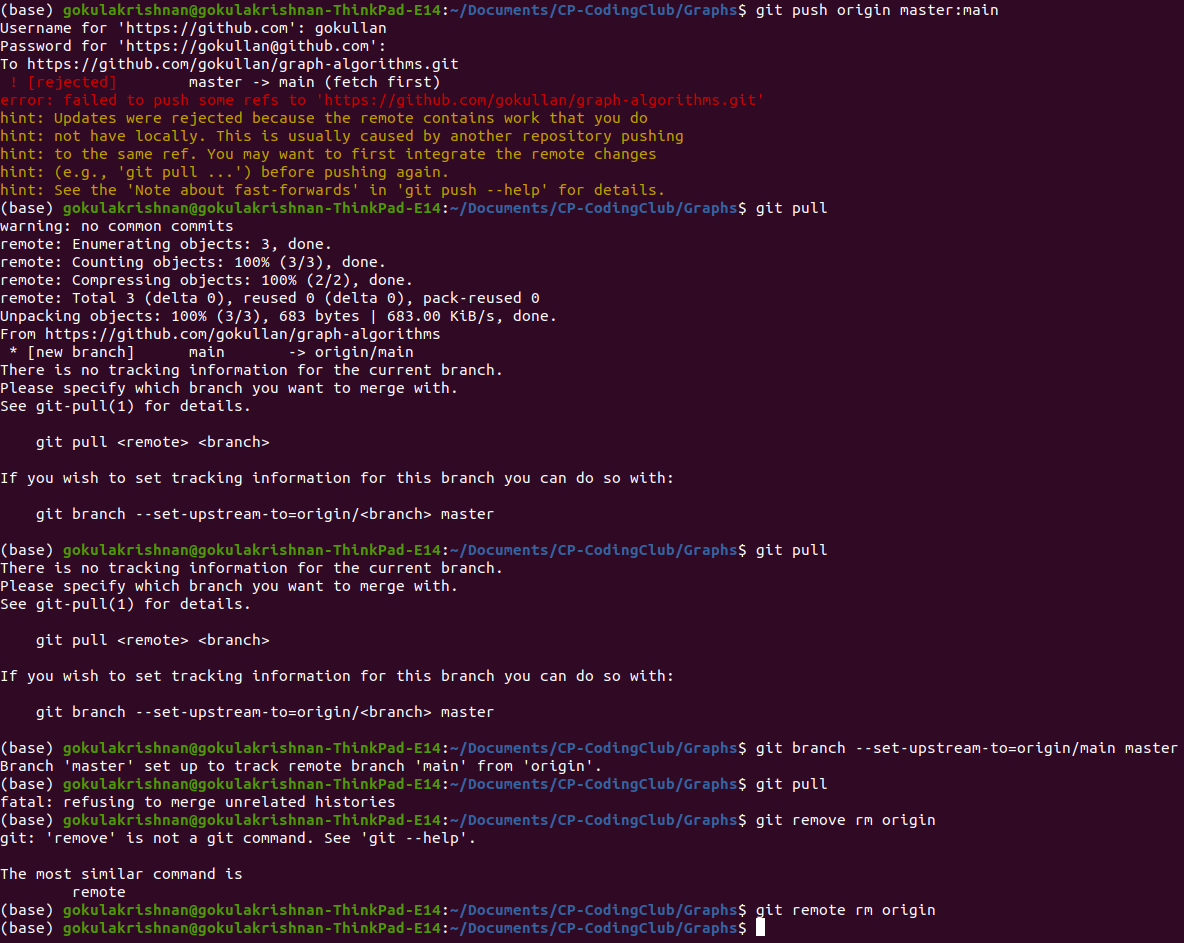 (base) gokulakrishnan@gokulakrishnan-ThinkPad-E14:~/Documents/CP-CodingClub/Graphs$ git push origin master:main
Username for 'https://github.com': gokullan
Password for 'https://gokullan@github.com':
To https://github.com/gokullan/graph-algorithms.git
 ! [rejected]        master -> main (fetch first)
error: failed to push some refs to 'https://github.com/gokullan/graph-algorithms.git'
hint: Updates were rejected because the remote contains work that you do
hint: not have locally. This is usually caused by another repository pushing
hint: to the same ref. You may want to first integrate the remote changes
hint: (e.g., 'git pull ...') before pushing again.
hint: See the 'Note about fast-forwards' in 'git push --help' for details.
(base) gokulakrishnan@gokulakrishnan-ThinkPad-E14:~/Documents/CP-CodingClub/Graphs$ git pull
warning: no common commits
remote: Enumerating objects: 3, done.
remote: Counting objects: 100% (3/3), done.
remote: Compressing objects: 100% (2/2), done.
remote: Total 3 (delta 0), reused 0 (delta 0), pack-reused 0
Unpacking objects: 100% (3/3), 683 bytes | 683.00 KiB/s, done.
From https://github.com/gokullan/graph-algorithms
 * [new branch]      main       -> origin/main
There is no tracking information for the current branch.
Please specify which branch you want to merge with.
See git-pull(1) for details.

    git pull <remote> <branch>

If you wish to set tracking information for this branch you can do so with:

    git branch --set-upstream-to=origin/<branch> master

(base) gokulakrishnan@gokulakrishnan-ThinkPad-E14:~/Documents/CP-CodingClub/Graphs$ git pull
There is no tracking information for the current branch.
Please specify which branch you want to merge with.
See git-pull(1) for details.

    git pull <remote> <branch>

If you wish to set tracking information for this branch you can do so with:

    git branch --set-upstream-to=origin/<branch> master

(base) gokulakrishnan@gokulakrishnan-ThinkPad-E14:~/Documents/CP-CodingClub/Graphs$ git branch --set-upstream-to=origin/main master
Branch 'master' set up to track remote branch 'main' from 'origin'.
(base) gokulakrishnan@gokulakrishnan-ThinkPad-E14:~/Documents/CP-CodingClub/Graphs$ git pull
fatal: refusing to merge unrelated histories
(base) gokulakrishnan@gokulakrishnan-ThinkPad-E14:~/Documents/CP-CodingClub/Graphs$ git remove rm origin
git: 'remove' is not a git command. See 'git --help'.

The most similar command is
        remote
(base) gokulakrishnan@gokulakrishnan-ThinkPad-E14:~/Documents/CP-CodingClub/Graphs$ git remote rm origin
(base) gokulakrishnan@gokulakrishnan-ThinkPad-E14:~/Documents/CP-CodingClub/Graphs$